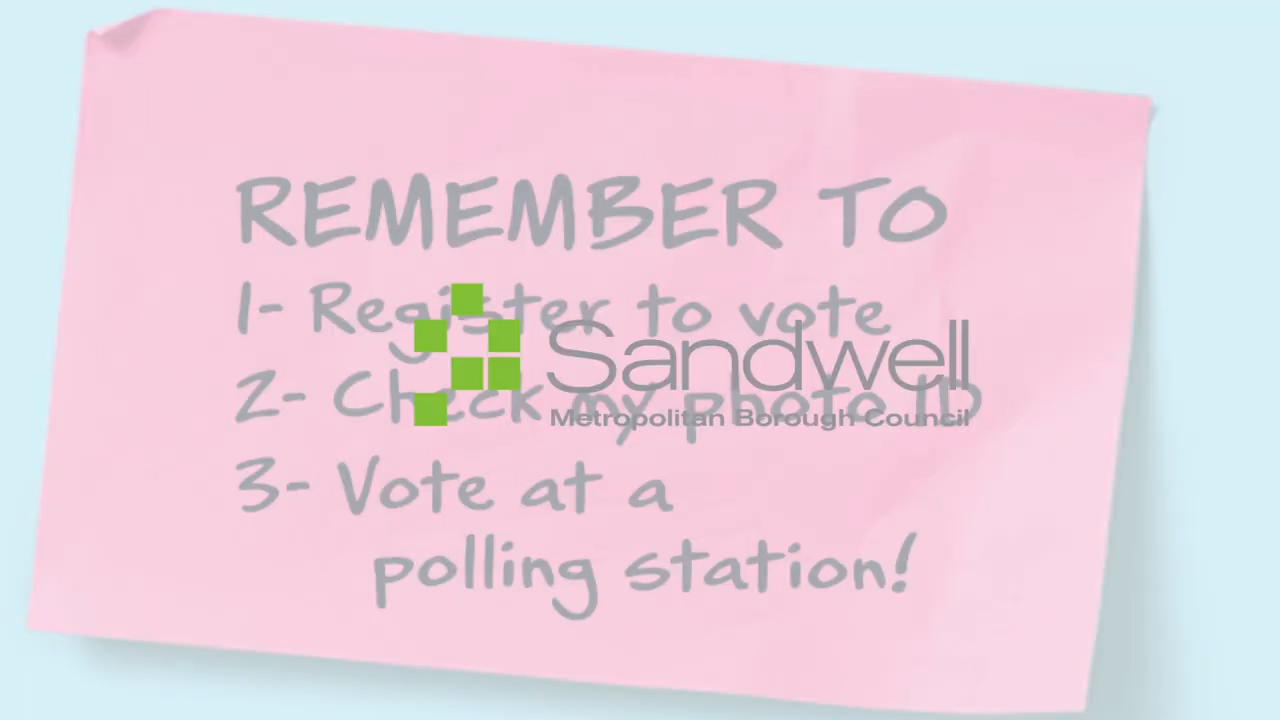 REMEMBER TO
1- Register to vote
2- Check my photo ID
3- Vote at a
polling station!
Sandwell
Metropolitan Borough Council